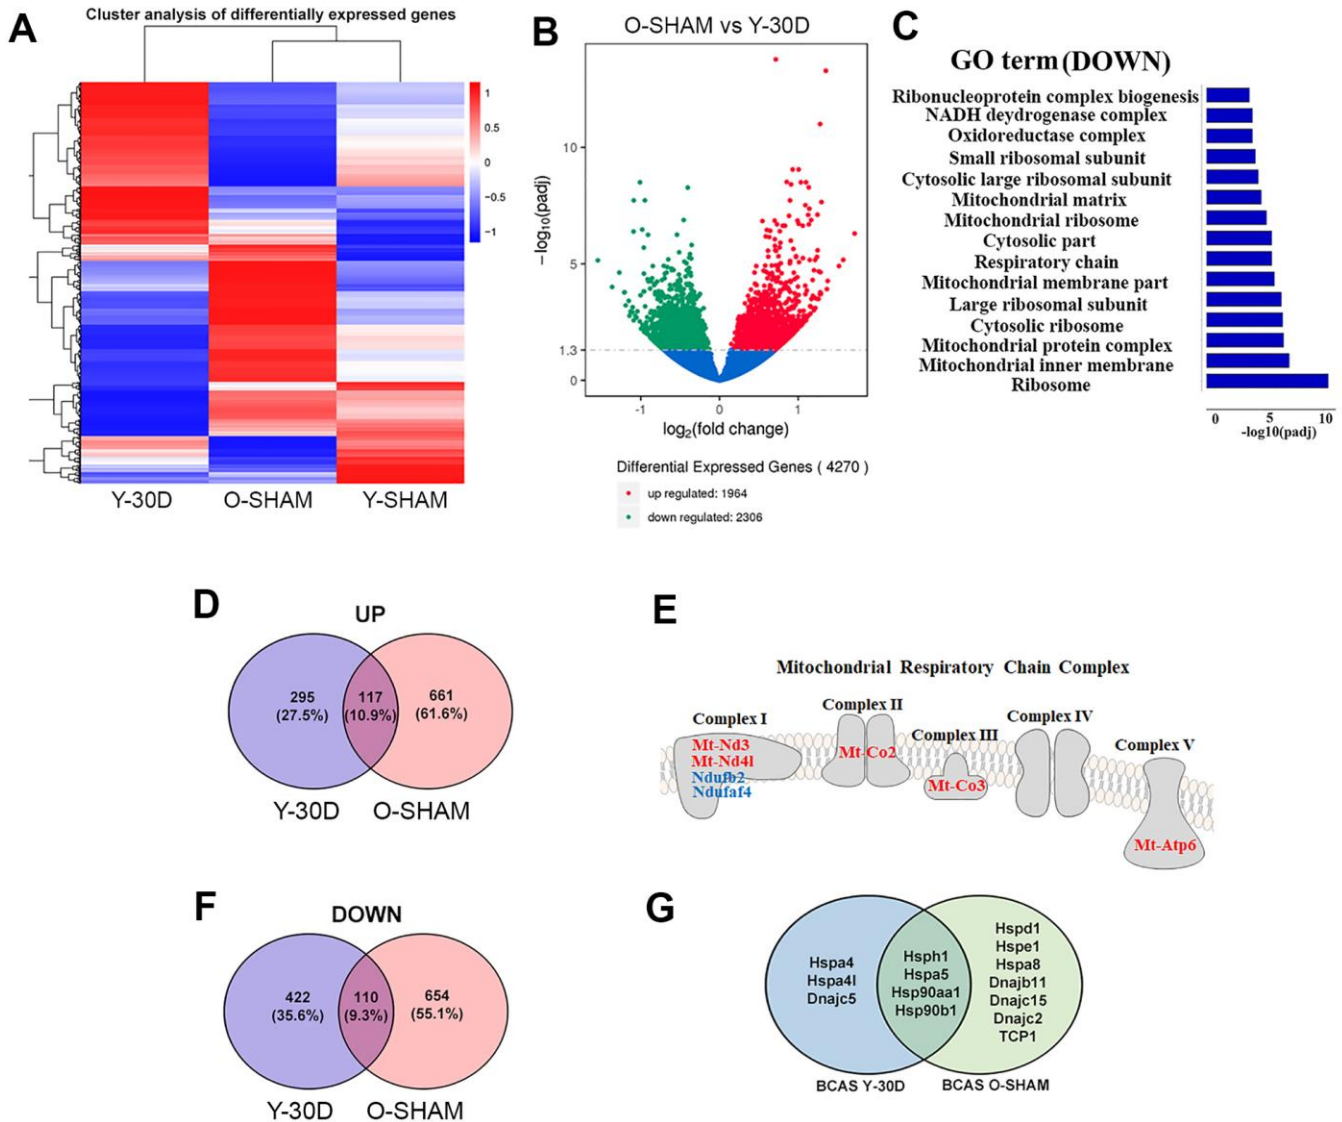 A
Cluster analysis of differentially expressed genes
1
0.5
0
−0.5
−1
Y-30D
O-SHAM
Y-SHAM
B
O-SHAM vs Y-30D
−log10(padj)
10
5
1.3
0
-1
0
1
log2(fold change)
Differential Expressed Genes ( 4270 )
up regulated: 1964
down regulated: 2306
C
GO term (DOWN)
Ribonucleoprotein complex biogenesis
NADH deydrogenase complex
Oxidoreductase complex
Small ribosomal subunit
Cytosolic large ribosomal subunit
Mitochondrial matrix
Mitochondrial ribosome
Cytosolic part
Respiratory chain
Mitochondrial membrane part
Large ribosomal subunit
Cytosolic ribosome
Mitochondrial protein complex
Mitochondrial inner membrane
Ribosome
0
5
10
-log10(padj)
D
UP
295
(27.5%)
117
(10.9%)
661
(61.6%)
Y-30D
O-SHAM
E
Mitochondrial Respiratory Chain Complex
Complex I
Mt-Nd3
Mt-Nd4l
Ndufb2
Ndufaf4
Complex II
Mt-Co2
Complex III
Mt-Co3
Complex IV
Complex V
Mt-Atp6
F
DOWN
422
(35.6%)
110
(9.3%)
654
(55.1%)
Y-30D
O-SHAM
G
Hspa4
Hspa4l
Dnajc5
Hsph1
Hspa5
Hsp90aa1
Hsp90b1
Hspd1
Hspe1
Hspa8
Dnajb11
Dnajc15
Dnajc2
TCP1
BCAS Y-30D
BCAS O-SHAM